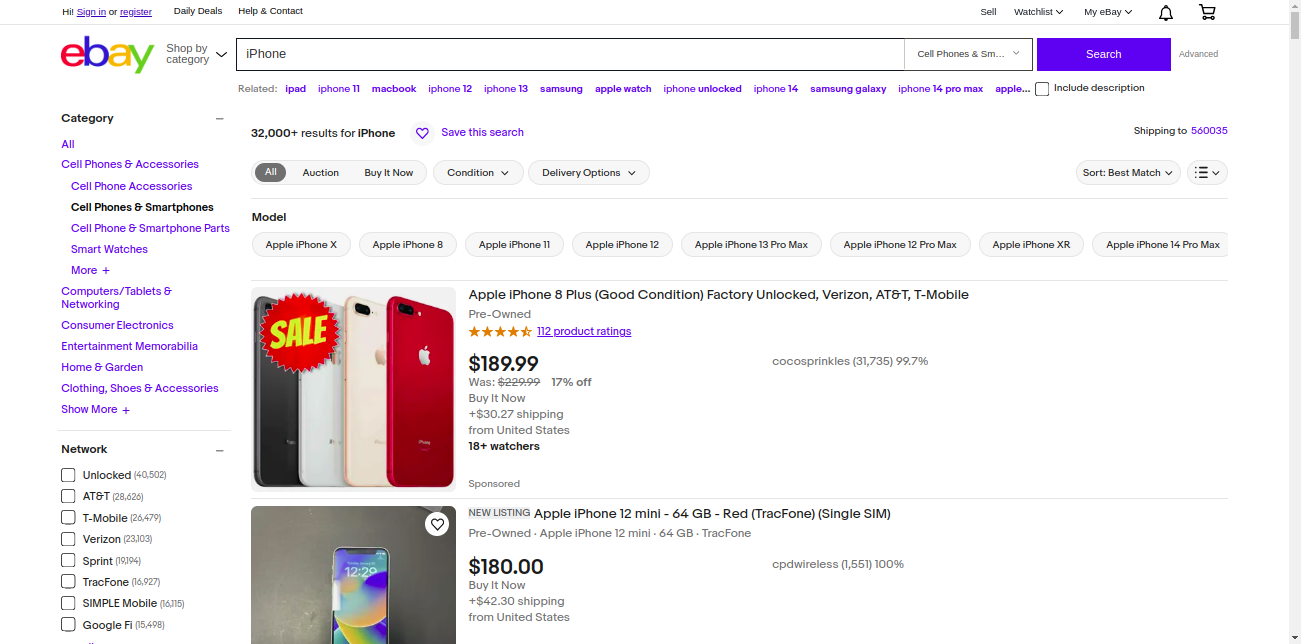 Hi! Sign in or register Daily Deals Help & Contact Sell Watchlist My eBay
ebay Shop by category iPhone Cell Phones & Sm... Search Advanced
Related: ipad iphone 11 macbook iphone 12 iphone 13 samsung apple watch iphone unlocked iphone 14 samsung galaxy iphone 14 pro max apple... Include description
Category
All
Cell Phones & Accessories
Cell Phone Accessories
Cell Phones & Smartphones
Cell Phone & Smartphone Parts
Smart Watches
More +
Computers/Tablets &
Networking
Consumer Electronics
Entertainment Memorabilia
Home & Garden
Clothing, Shoes & Accessories
Show More +
Network
Unlocked (40,502)
AT&T (28,626)
T-Mobile (26,479)
Verizon (23,103)
Sprint (19,194)
TracFone (16,927)
SIMPLE Mobile (16,115)
Google Fi (15,498)
32,000+ results for iPhone Save this search Shipping to 560035
All Auction Buy It Now Condition Delivery Options Sort: Best Match
Model
Apple iPhone X Apple iPhone 8 Apple iPhone 11 Apple iPhone 12 Apple iPhone 13 Pro Max Apple iPhone 12 Pro Max Apple iPhone XR Apple iPhone 14 Pro Max
SALE
Apple iPhone 8 Plus (Good Condition) Factory Unlocked, Verizon, AT&T, T-Mobile
Pre-Owned
112 product ratings
$189.99 cocosprinkles (31,735) 99.7%
Was: $229.99 17% off
Buy It Now
+$30.27 shipping
from United States
18+ watchers
Sponsored
12:29
NEW LISTING Apple iPhone 12 mini - 64 GB - Red (TracFone) (Single SIM)
Pre-Owned · Apple iPhone 12 mini · 64 GB · TracFone
$180.00 cpdwireless (1,551) 100%
Buy It Now
+$42.30 shipping
from United States